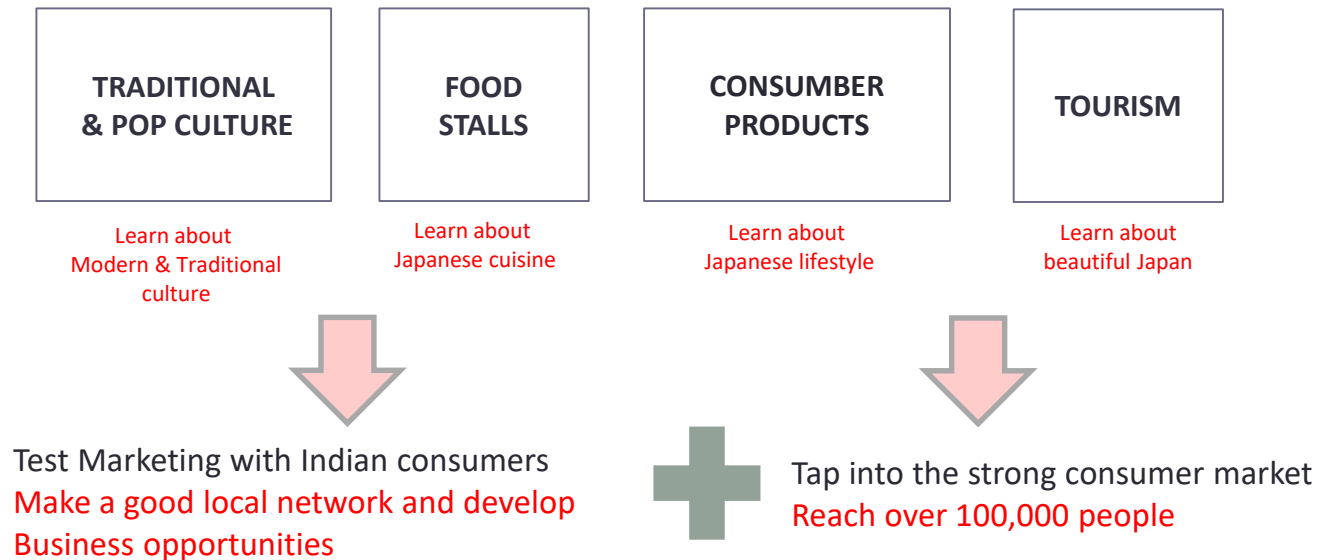 TRADITIONAL
& POP CULTURE
FOOD
STALLS
CONSUMBER
PRODUCTS
TOURISM
Learn about
Modern & Traditional
culture
Learn about
Japanese cuisine
Learn about
Japanese lifestyle
Learn about
beautiful Japan
Test Marketing with Indian consumers
Make a good local network and develop
Business opportunities
Tap into the strong consumer market
Reach over 100,000 people